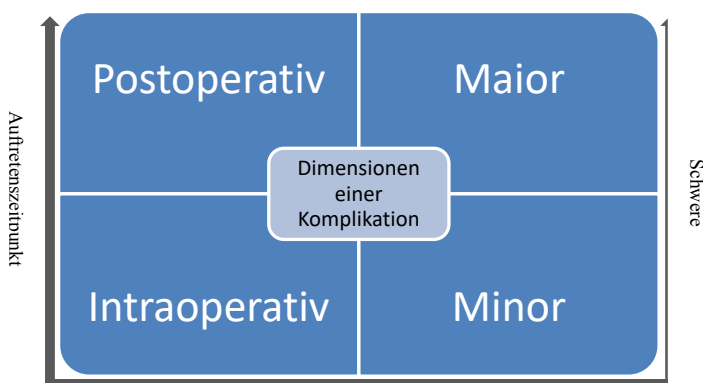 Postoperativ
Maior
Auftretenszeitpunkt
Dimensionen
einer
Komplikation
Schwere
Intraoperativ
Minor